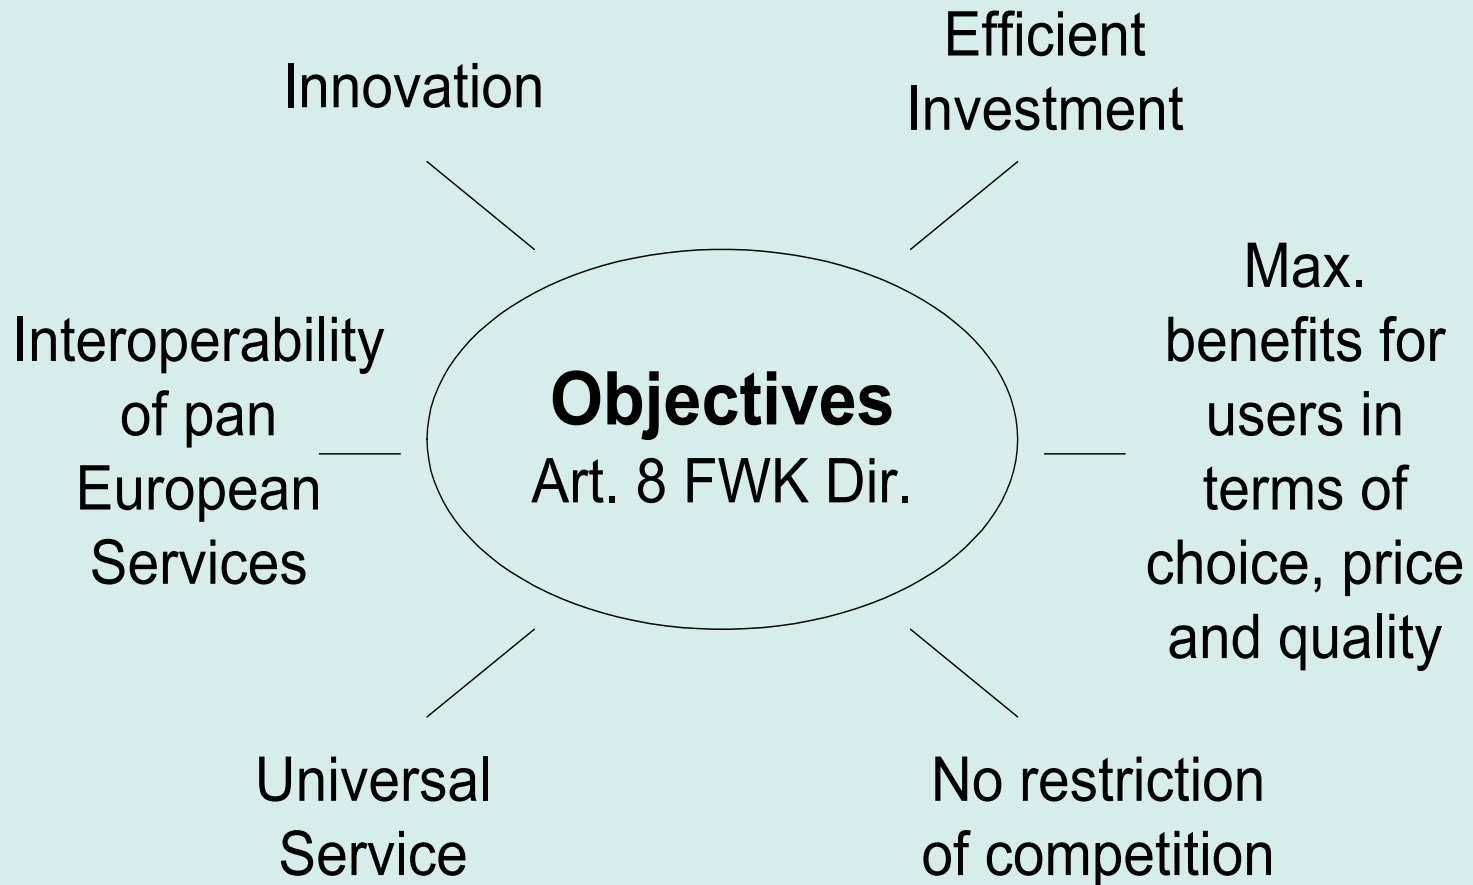 Innovation
Efficient
Investment
Interoperability
of pan
European
Services
Objectives
Art. 8 FWK Dir.
Max.
benefits for
users in
terms of
choice, price
and quality
Universal
Service
No restriction
of competition